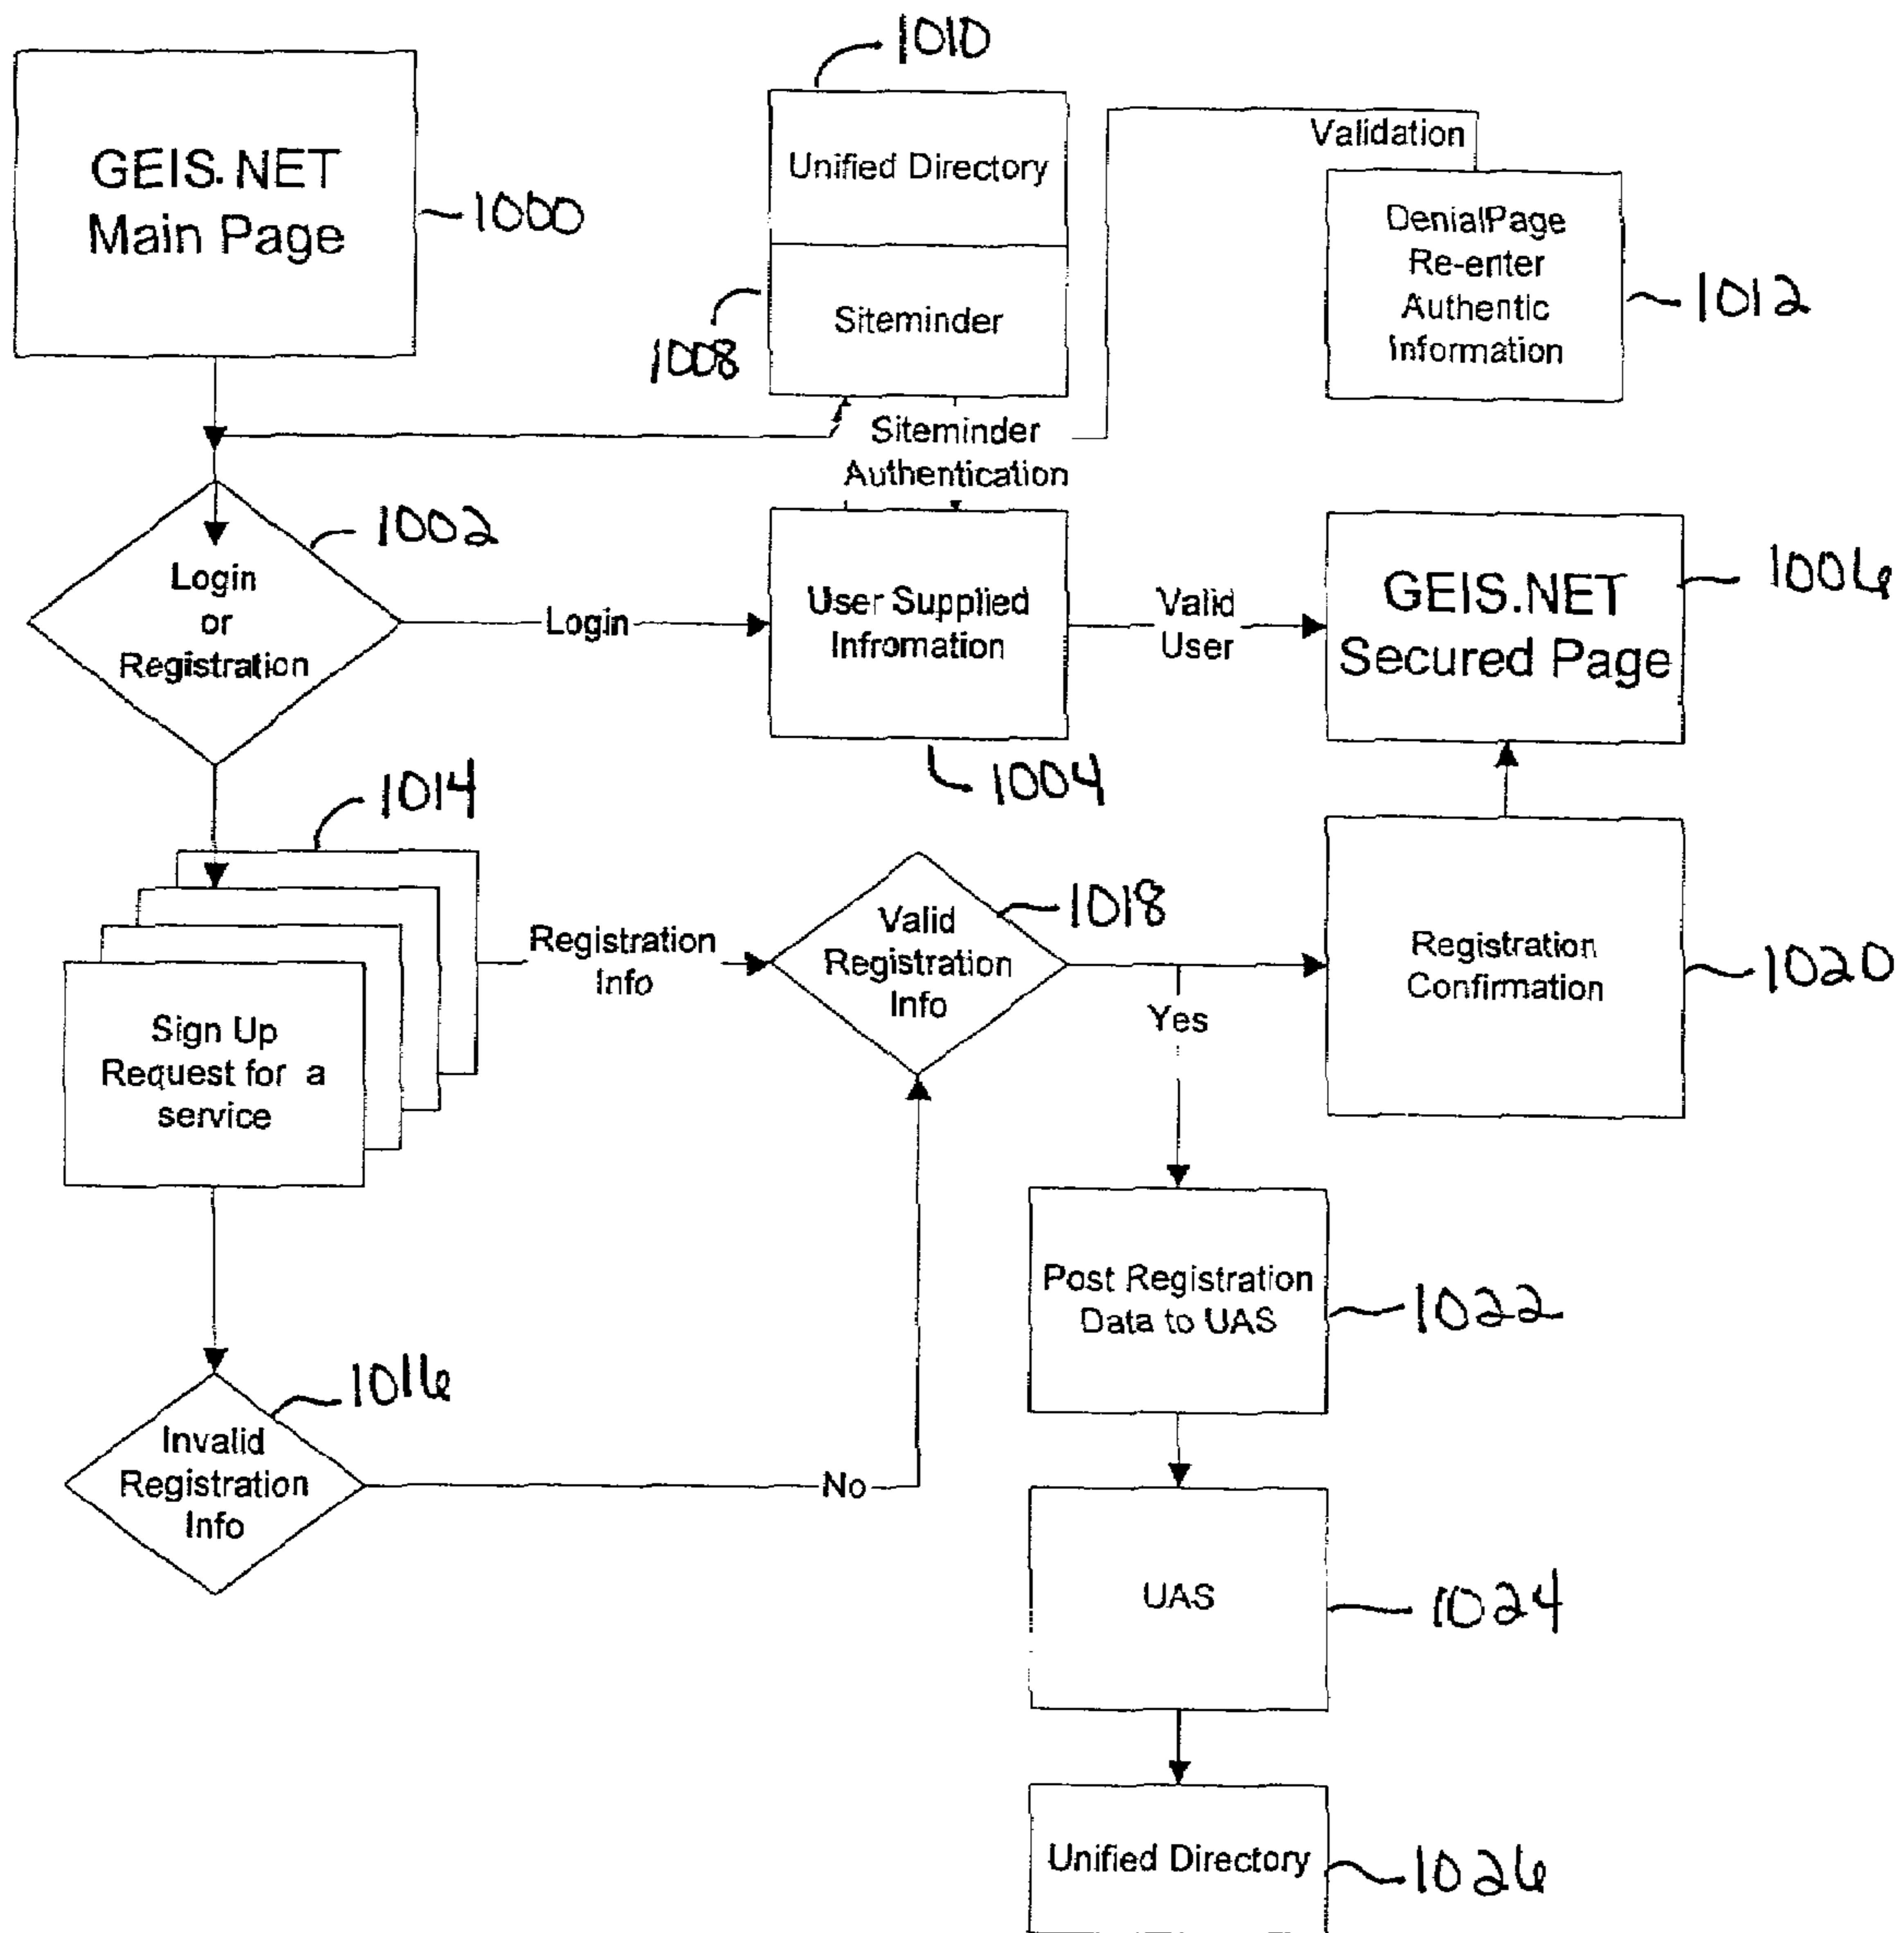 1010
GEIS.NET
Main Page
1000
Unified Directory
Siteminder
1008
Validation
DenialPage
Re-enter
Authentic
Information
1012
Siteminder
Authentication
1002
Login
or
Registration
Login
User Supplied
Infromation
1004
Valid
User
GEIS.NET
Secured Page
1006
1014
Sign Up
Request for a
service
Registration
Info
Valid
Registration
Info
1018
Yes
Registration
Confirmation
1020
Post Registration
Data to UAS
1022
Invalid
Registration
Info
1016
No
UAS
1024
Unified Directory
1026